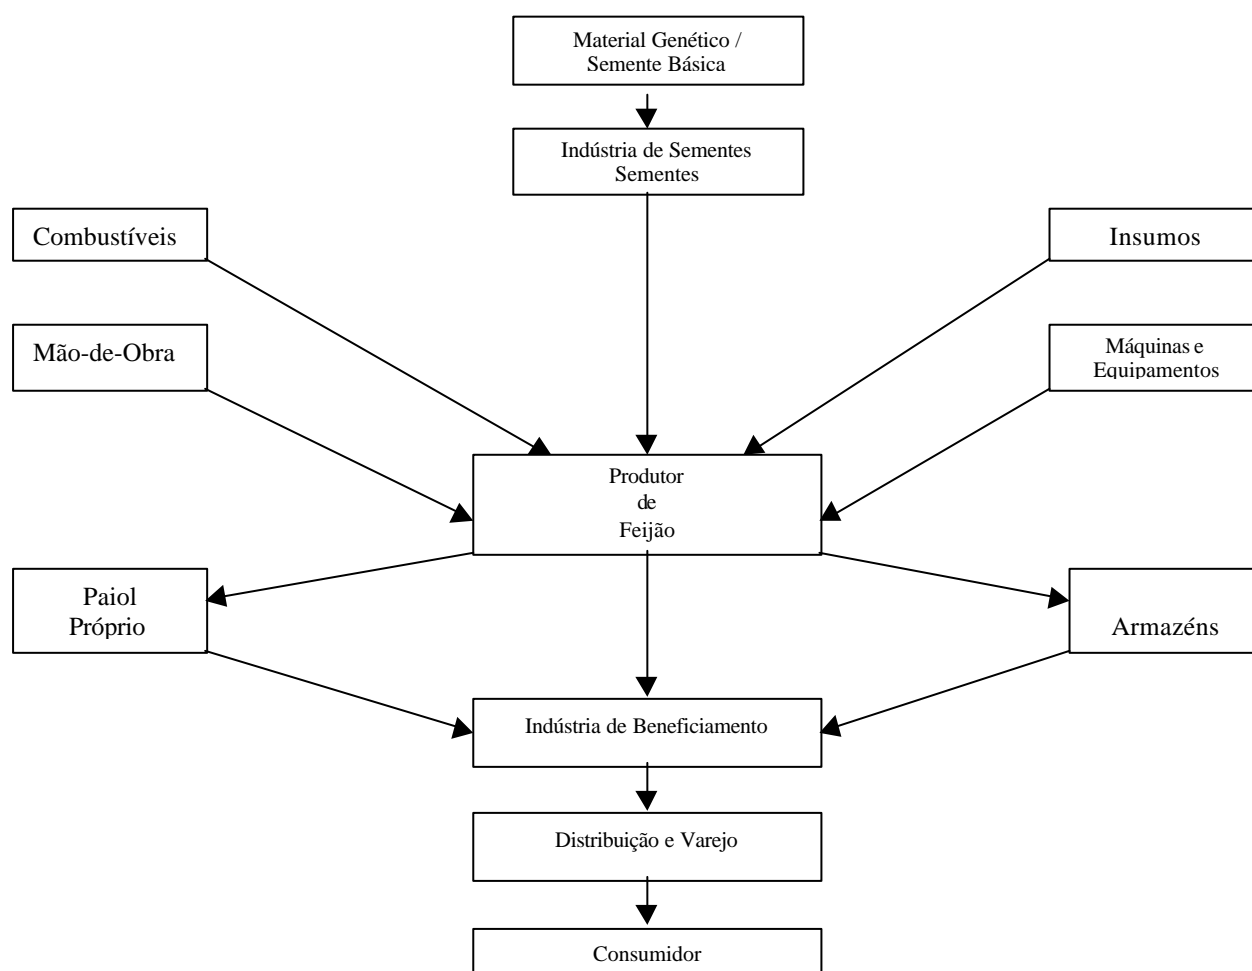 Material Genético /
Semente Básica
Indústria de Sementes
Sementes
Combustíveis
Insumos
Mão-de-Obra
Máquinas e
Equipamentos
Produtor
de
Feijão
Paiol
Próprio
Armazéns
Indústria de Beneficiamento
Distribuição e Varejo
Consumidor